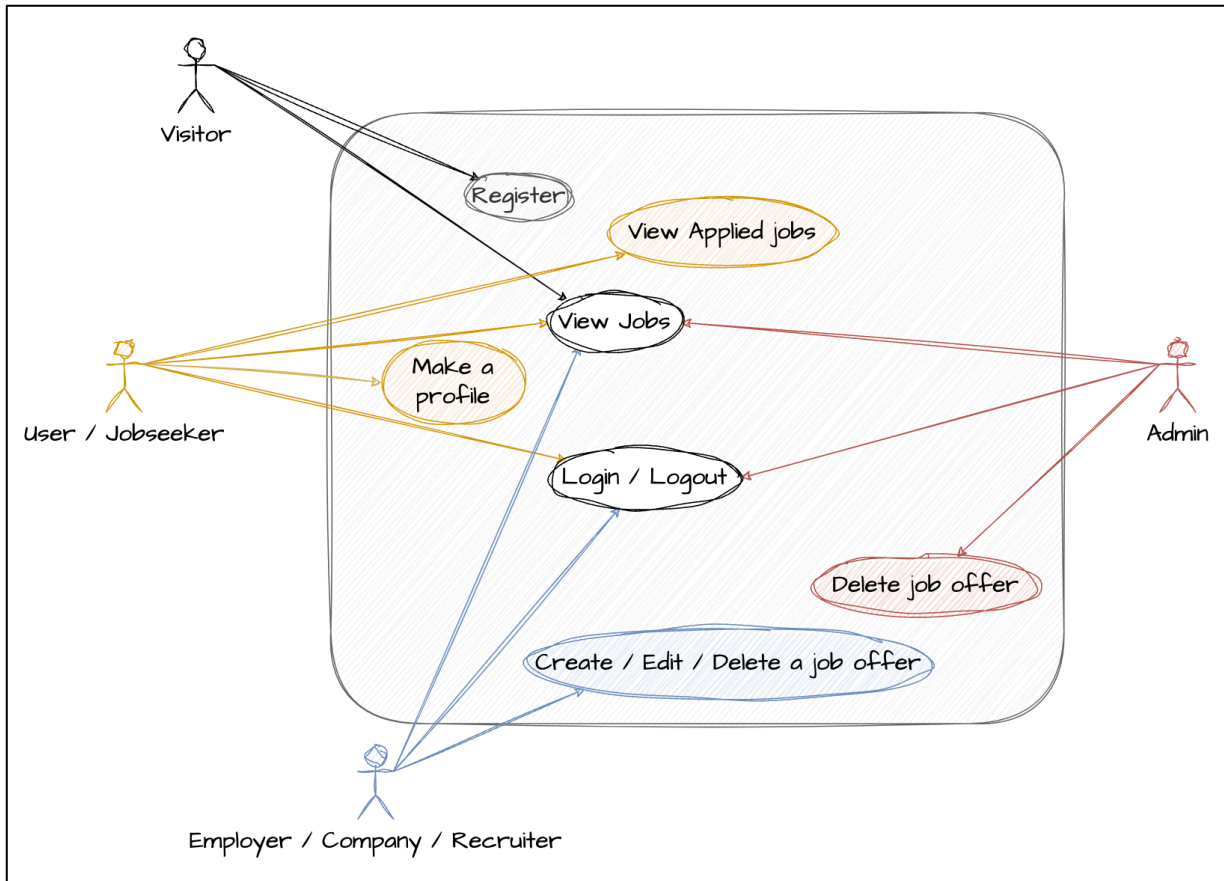 Visitor
Register
View Applied jobs
View Jobs
Make a
profile
User / Jobseeker
Admin
Login / Logout
Delete job offer
Create / Edit / Delete a job offer
Employer / Company / Recruiter